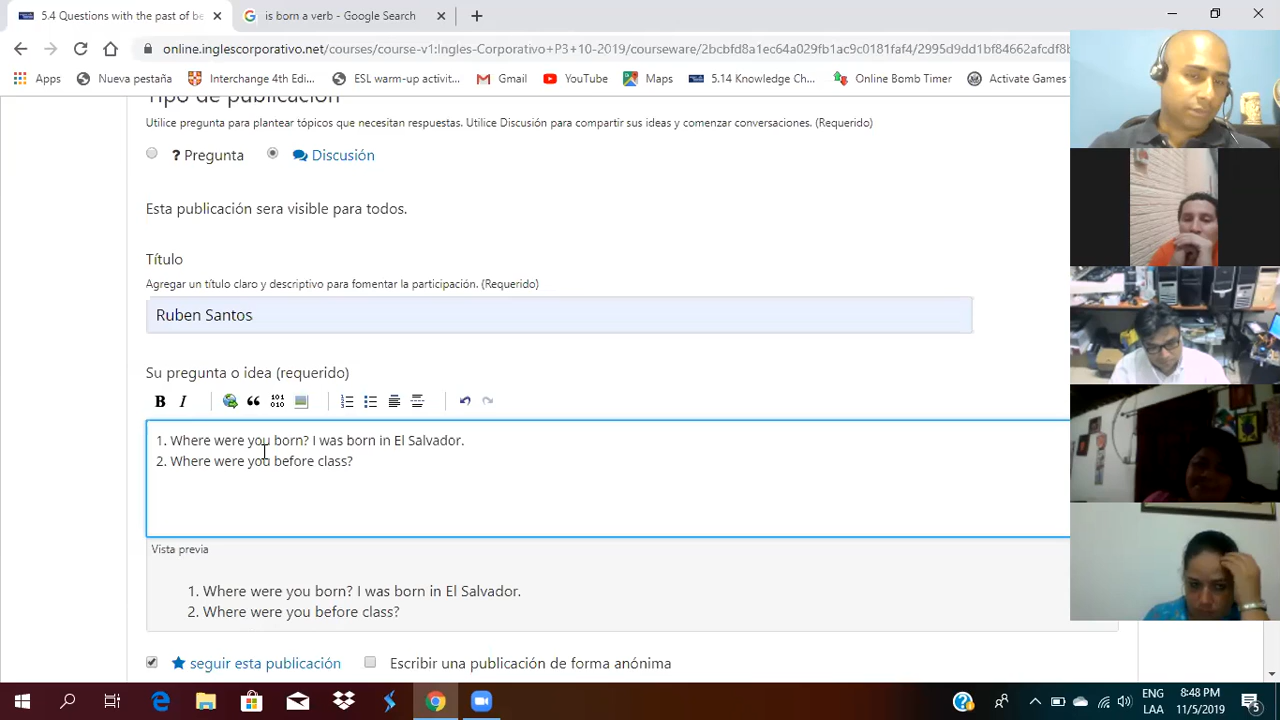 5.4 Questions with the past of be
is born a verb - Google Search
online.inglescorporativo.net/courses/course-v1:Ingles-Corporativo+P3+10-2019/courseware/2bcbfd8a1ec64a029fb1ac9c0181faf4/2995d9dd1bf84662afcdf8b
Apps Nueva pestaña Interchange 4th Edi... ESL warm-up activit... Gmail YouTube Maps 5.14 Knowledge Ch... Online Bomb Timer Activate Games
Tipo de publicación
Utilice pregunta para plantear tópicos que necesitan respuestas. Utilice Discusión para compartir sus ideas y comenzar conversaciones. (Requerido)
? Pregunta Discusión
Esta publicación sera visible para todos.
Título
Agregar un título claro y descriptivo para fomentar la participación. (Requerido)
Ruben Santos
Su pregunta o idea (requerido)
B I
1. Where were you born? I was born in El Salvador.
2. Where were you before class?
Vista previa
1. Where were you born? I was born in El Salvador.
2. Where were you before class?
seguir esta publicación Escribir una publicación de forma anónima
ENG 8:48 PM
LAA 11/5/2019 5